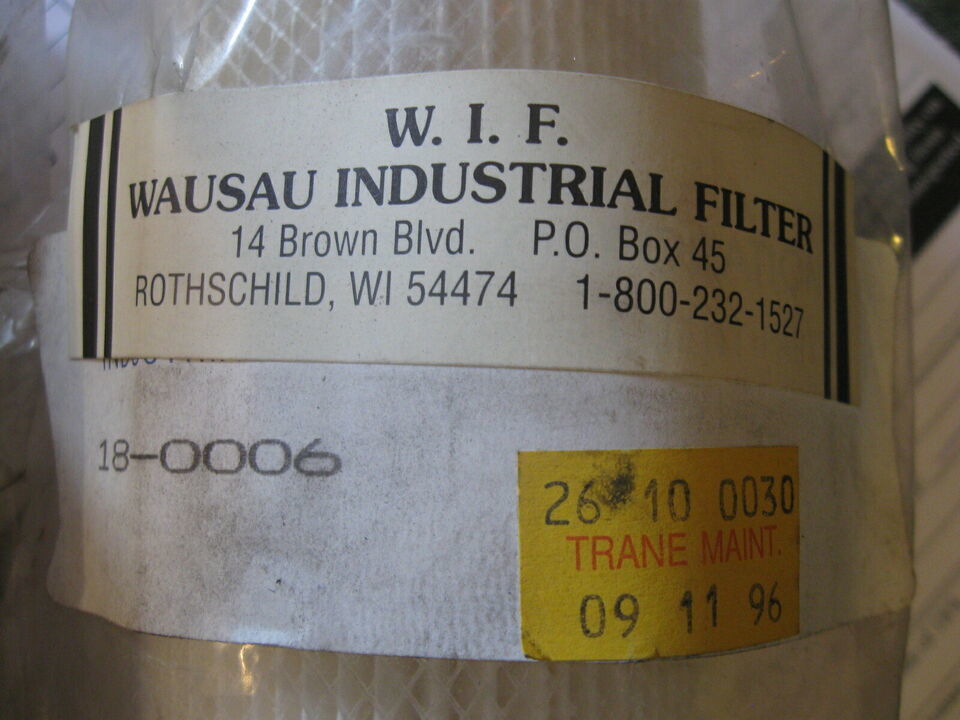 W. I. F.
WAUSAU INDUSTRIAL FILTER
14 Brown Blvd. P.O. Box 45
ROTHSCHILD, WI 54474 1-800-232-1527
18-0006
26 10 0030
TRANE MAINT.
09 11 96